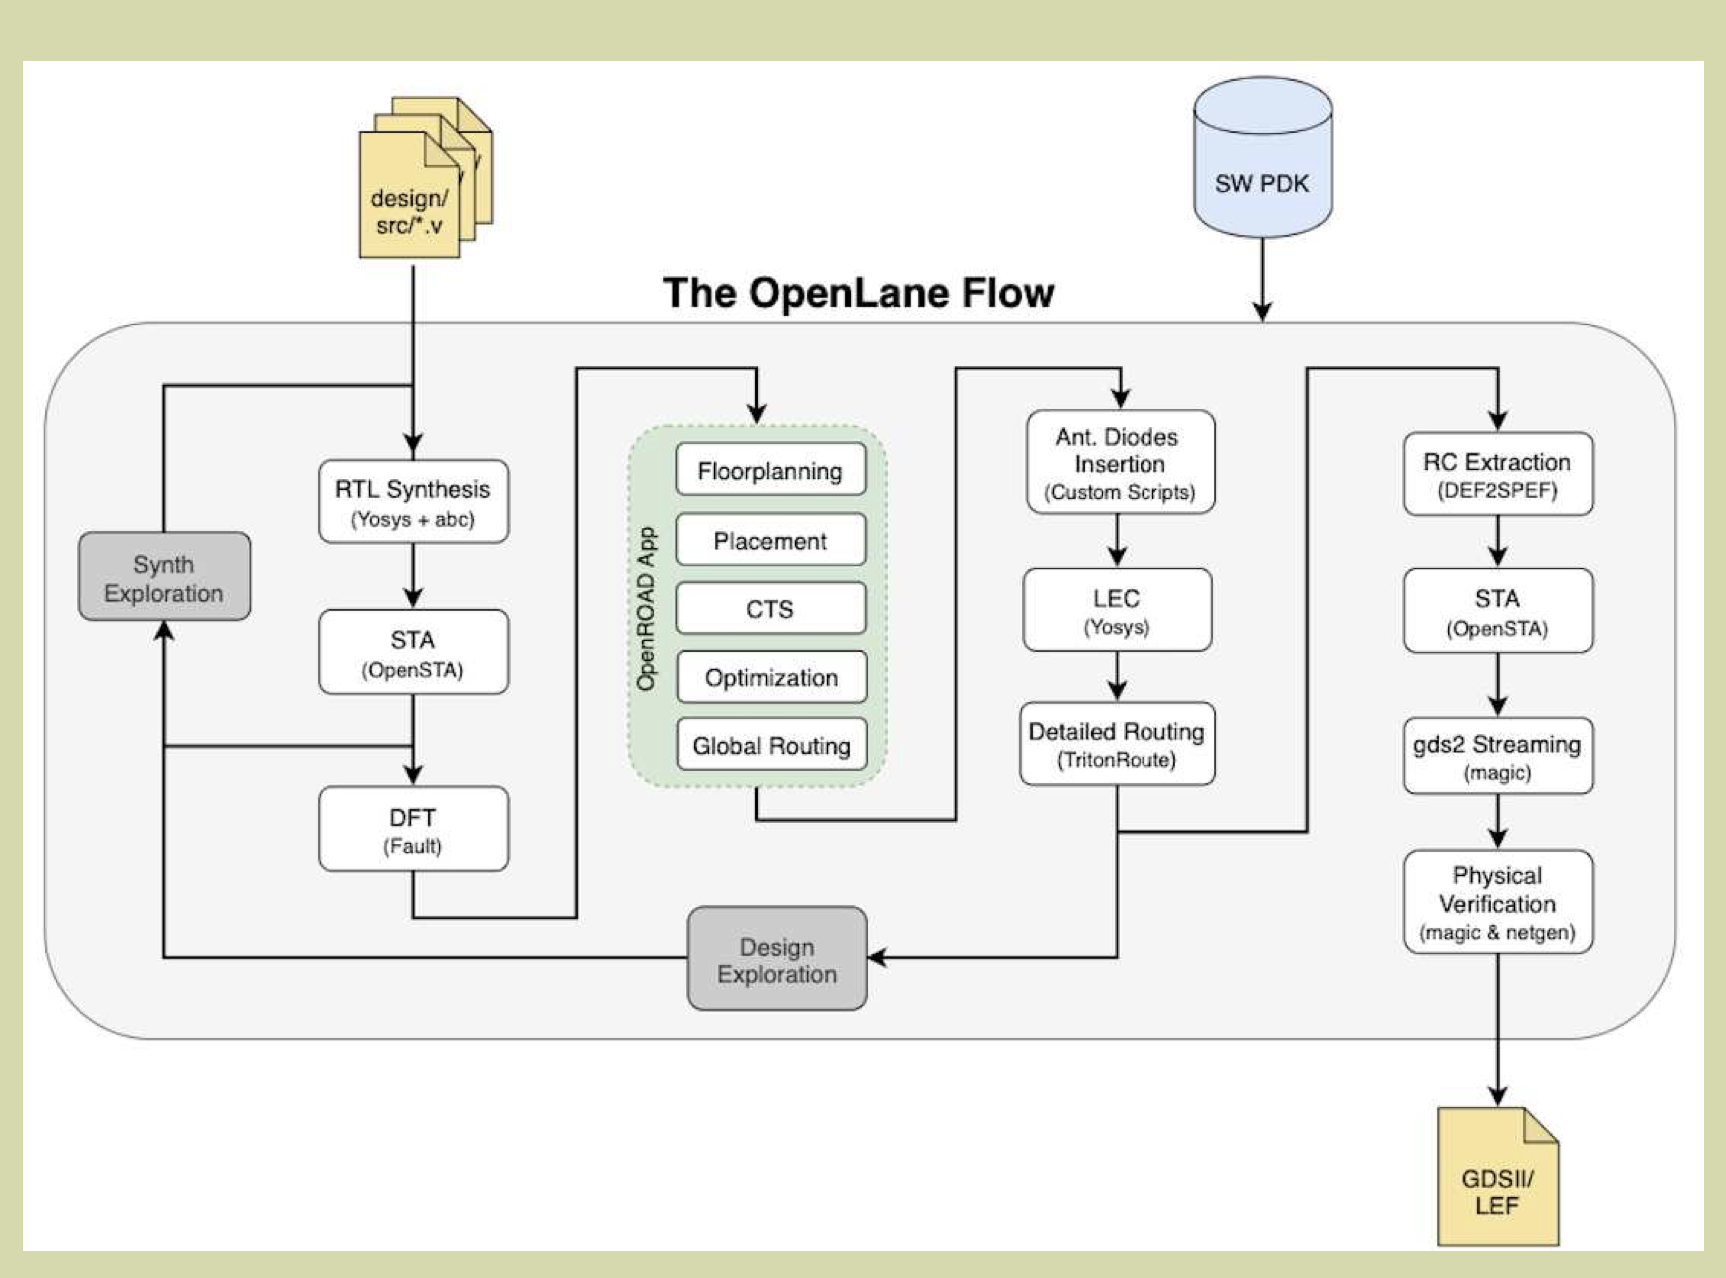 design/
src/*.v
SW PDK
The OpenLane Flow
Synth
Exploration
RTL Synthesis
(Yosys + abc)
STA
(OpenSTA)
DFT
(Fault)
OpenROAD App
Floorplanning
Placement
CTS
Optimization
Global Routing
Design
Exploration
Ant. Diodes
Insertion
(Custom Scripts)
LEC
(Yosys)
Detailed Routing
(TritonRoute)
RC Extraction
(DEF2SPEF)
STA
(OpenSTA)
gds2 Streaming
(magic)
Physical
Verification
(magic & netgen)
GDSII/
LEF